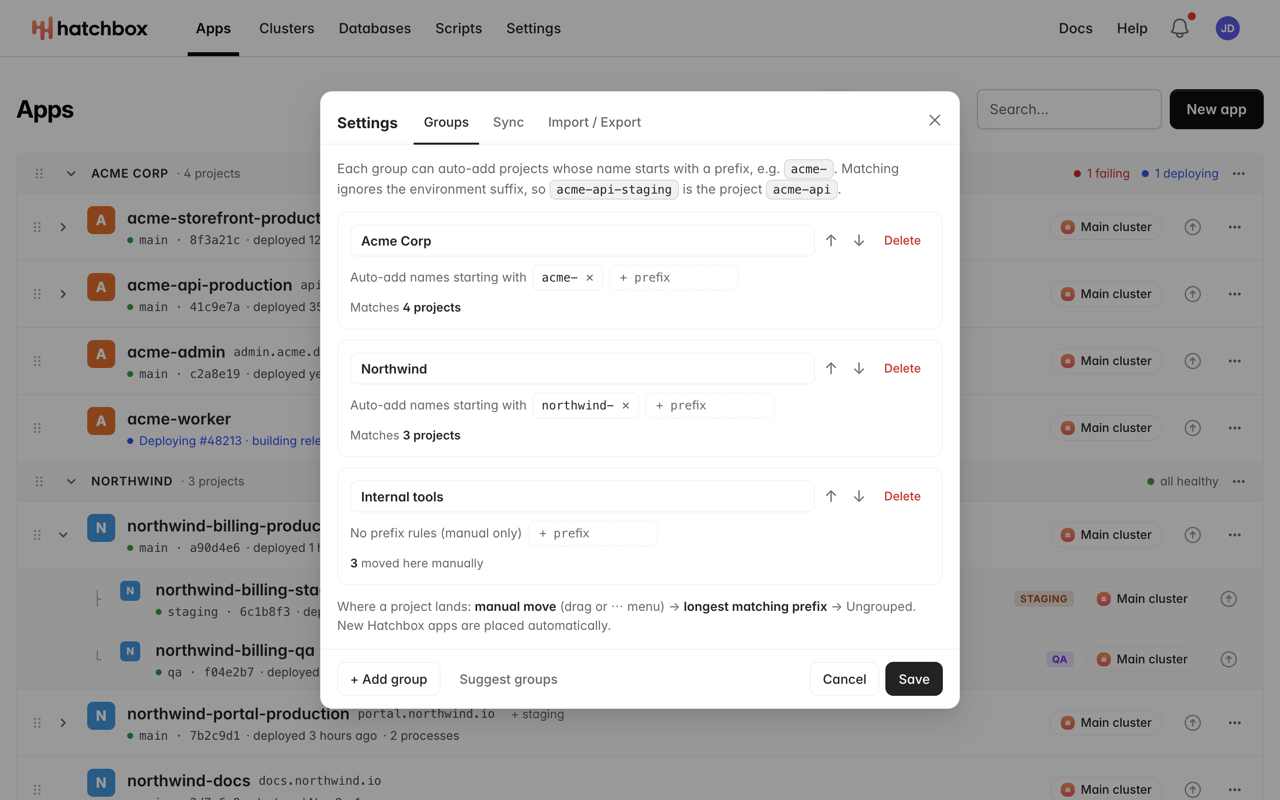 hatchbox Apps Clusters Databases Scripts Settings Docs Help JD
Apps Search... New app
ACME CORP · 4 projects 1 failing 1 deploying ···
A acme-storefront-product Main cluster ···
main · 8f3a21c · deployed 12
A acme-api-production api Main cluster ···
main · 41c9e7a · deployed 35
A acme-admin admin.acme.d Main cluster ···
main · c2a8e19 · deployed ye
A acme-worker Main cluster ···
Deploying #48213 · building rele
NORTHWIND · 3 projects all healthy ···
N northwind-billing-produc Main cluster ···
main · a90d4e6 · deployed 1 h
N northwind-billing-sta STAGING Main cluster
staging · 6c1b8f3 · dep
N northwind-billing-qa QA Main cluster
qa · f04e2b7 · deployed
N northwind-portal-production portal.northwind.io + staging Main cluster ···
main · 7b2c9d1 · deployed 3 hours ago · 2 processes
N northwind-docs docs.northwind.io Main cluster ···
Settings Groups Sync Import / Export
Each group can auto-add projects whose name starts with a prefix, e.g. acme- . Matching
ignores the environment suffix, so acme-api-staging is the project acme-api .
Acme Corp ↑ ↓ Delete
Auto-add names starting with acme- × + prefix
Matches 4 projects
Northwind ↑ ↓ Delete
Auto-add names starting with northwind- × + prefix
Matches 3 projects
Internal tools ↑ ↓ Delete
No prefix rules (manual only) + prefix
3 moved here manually
Where a project lands: manual move (drag or ··· menu) → longest matching prefix → Ungrouped.
New Hatchbox apps are placed automatically.
+ Add group Suggest groups Cancel Save